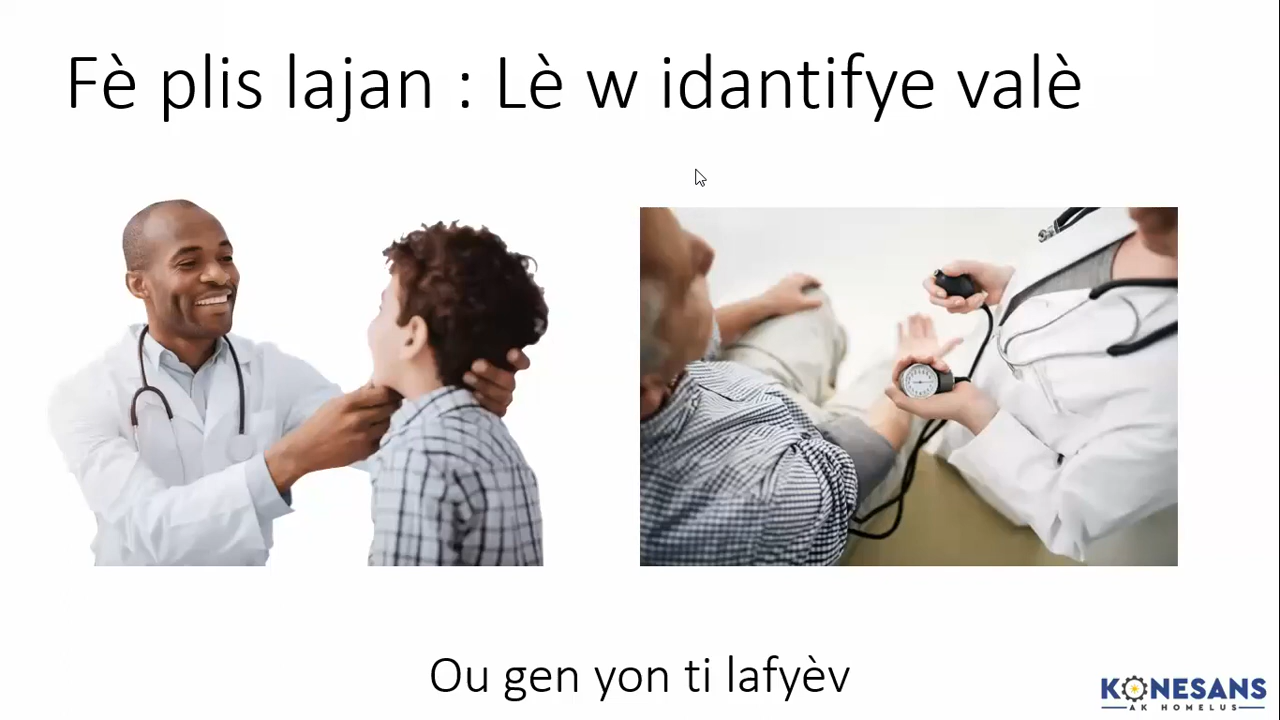 Fè plis lajan : Lè w idantifye valè
Ou gen yon ti lafyèv
KONESANS
AK HOMELUS